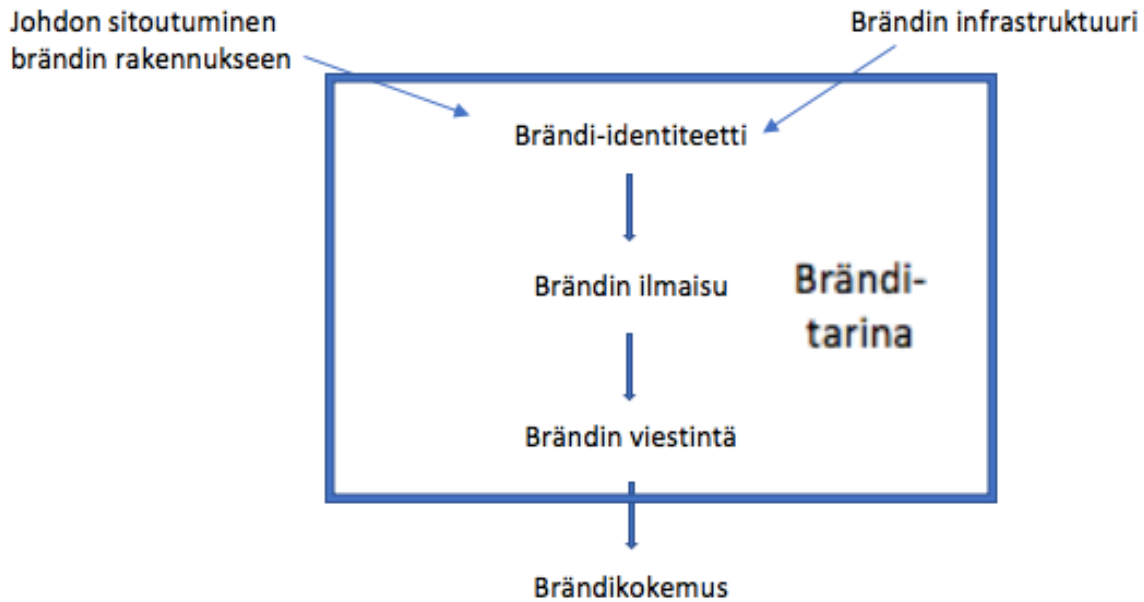 Johdon sitoutuminen
brändin rakennukseen
Brändin infrastruktuuri
Brändi-identiteetti
Brändin ilmaisu
Brändi-
tarina
Brändin viestintä
Brändikokemus